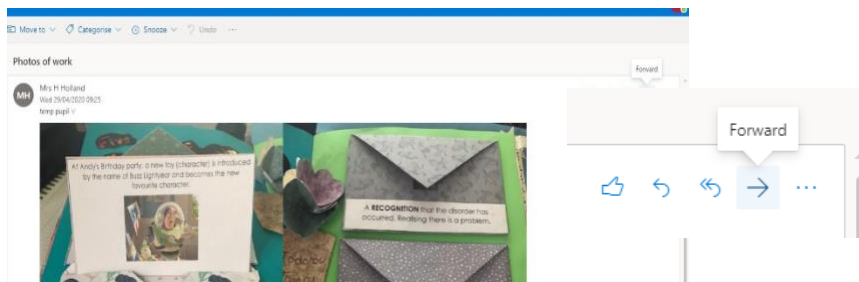 Move to Categorise Snooze Undo ...
Photos of work
Forward
MH
Mrs H Holland
Wed 29/04/2020 09:25
temp pupil
At Andy's Birthday party, a new toy (character) is introduced
by the name of Buzz Lightyear and becomes the new
favourite character.
A RECOGNITION that the disorder has
occurred. Realising there is a problem.
Forward